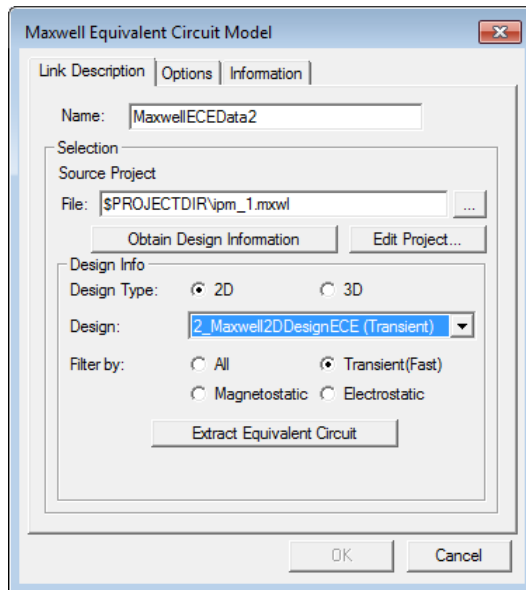 Maxwell Equivalent Circuit Model
Link Description Options Information
Name: MaxwellECEData2
Selection
Source Project
File: $PROJECTDIR\ipm_1.mxwl ...
Obtain Design Information Edit Project...
Design Info
Design Type: 2D 3D
Design: 2_Maxwell2DDesignECE (Transient)
Filter by: All Transient(Fast)
Magnetostatic Electrostatic
Extract Equivalent Circuit
OK Cancel